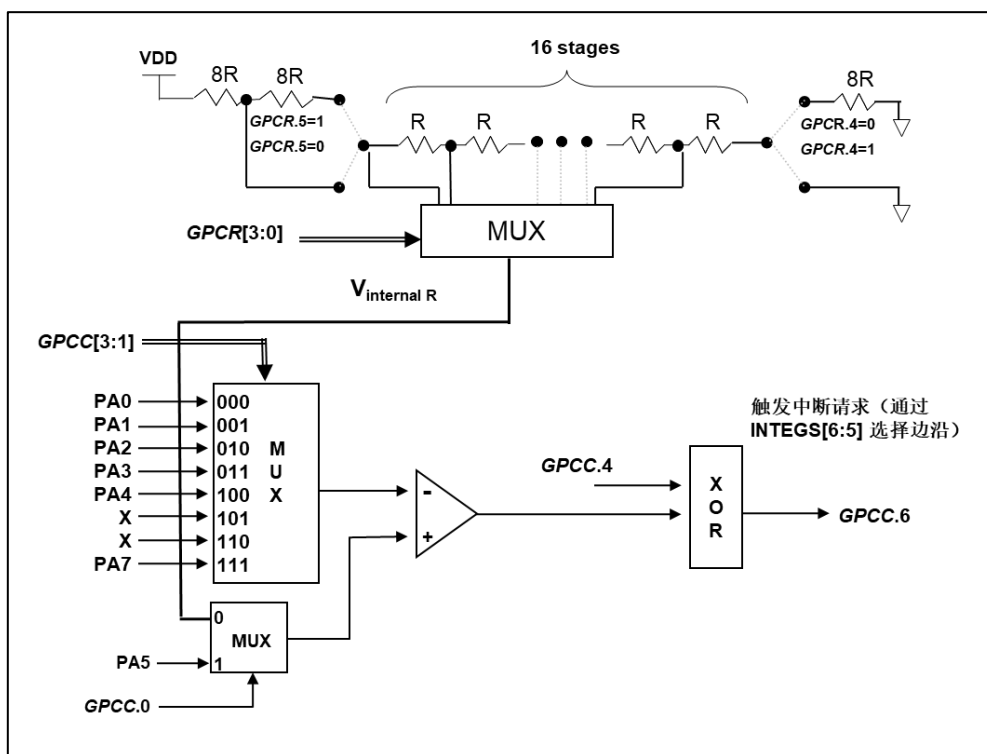 16 stages
VDD
8R
8R
8R
GPCR.5=1
GPCR.5=0
R
R
R
R
GPCR.4=0
GPCR.4=1
GPCR[3:0]
MUX
Vinternal R
GPCC[3:1]
PA0
PA1
PA2
PA3
PA4
X
X
PA7
000
001
010
011
100
101
110
111
M
U
X
-
+
GPCC.4
触发中断请求（通过
INTEGS[6:5] 选择边沿）
X
O
R
GPCC.6
0
MUX
1
PA5
GPCC.0